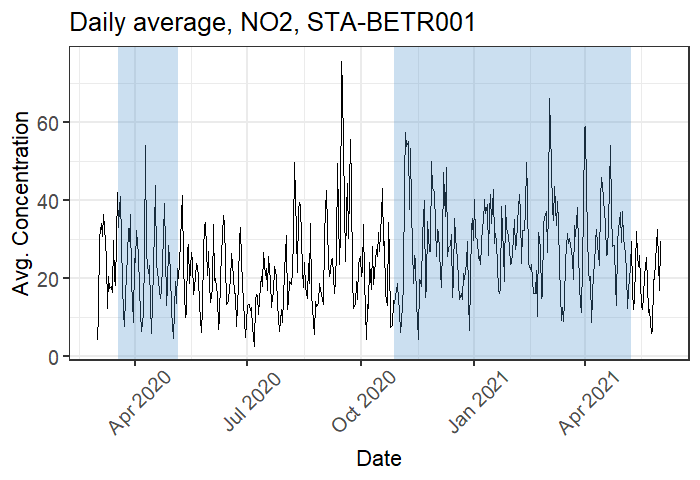 Daily average, NO2, STA-BETR001
Avg. Concentration
60
40
20
0
Apr 2020
Jul 2020
Oct 2020
Jan 2021
Apr 2021
Date